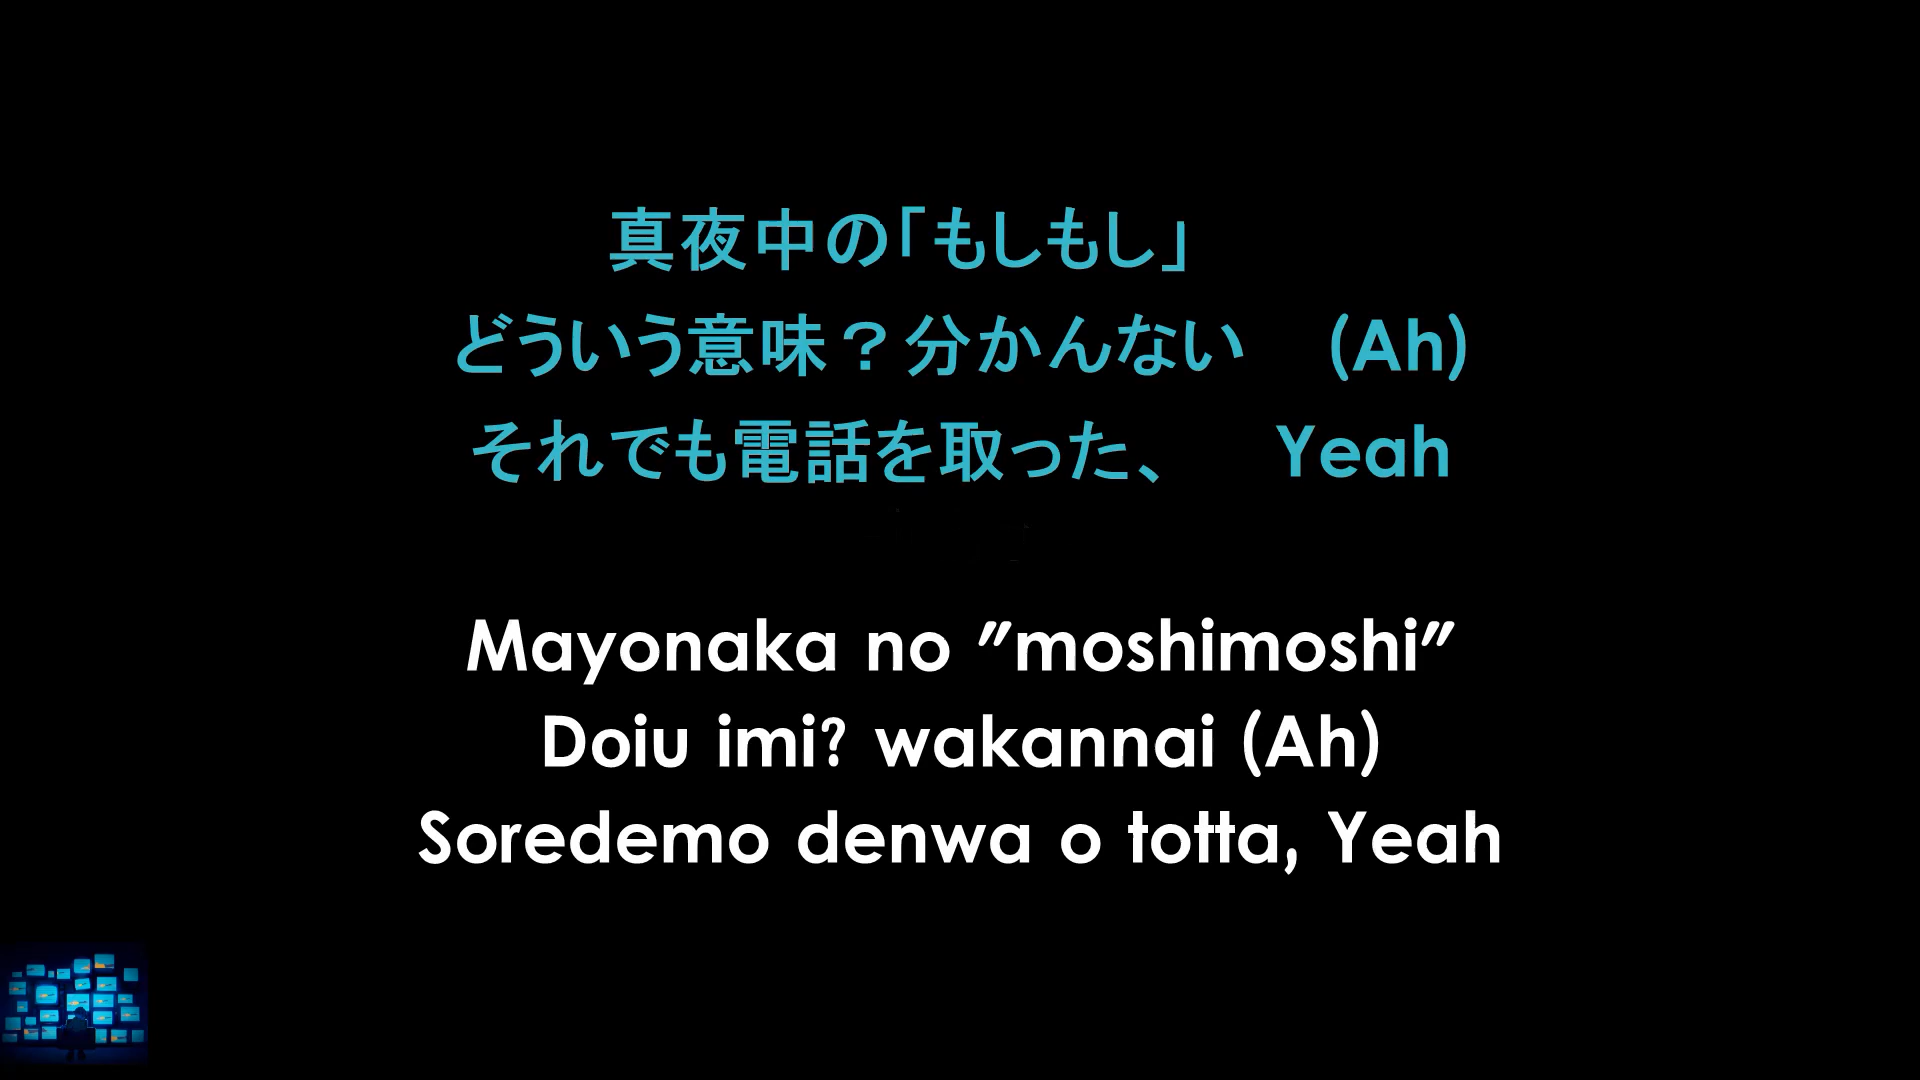 真夜中の「もしもし」
どういう意味？分かんない　(Ah)
それでも電話を取った、　Yeah
Mayonaka no "moshimoshi"
Doiu imi? wakannai (Ah)
Soredemo denwa o totta, Yeah